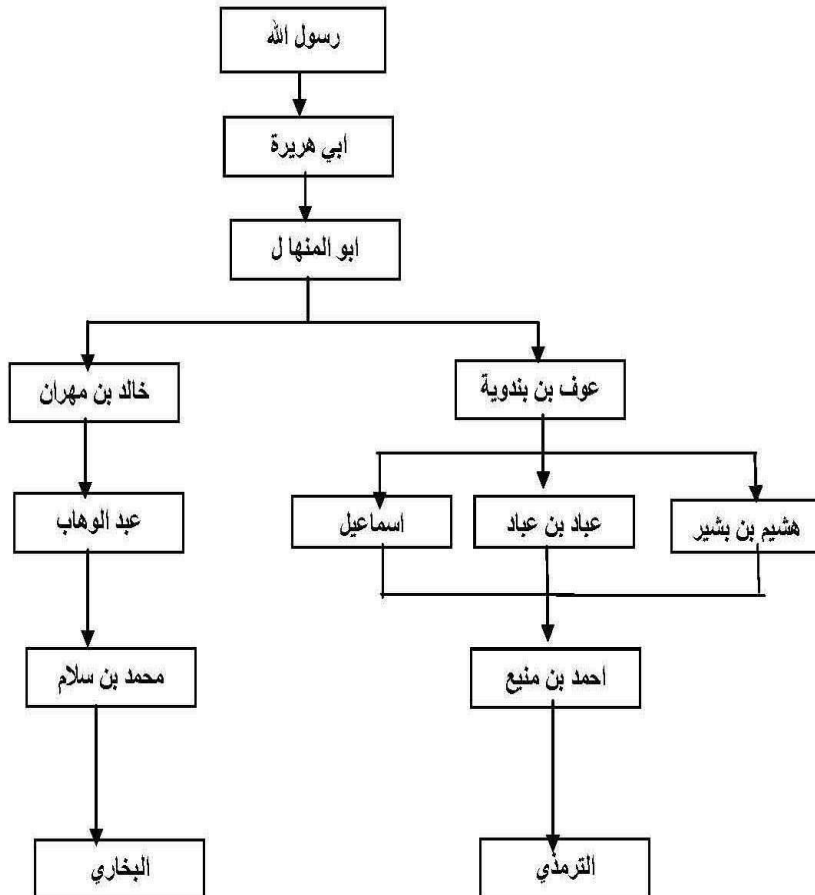 رسول الله
ابي هريرة
ابو المنها ل
عوف بن بندوية
خالد بن مهران
هشيم بن بشير
عباد بن عباد
اسماعيل
عبد الوهاب
احمد بن منيع
محمد بن سلام
الترمذي
البخاري